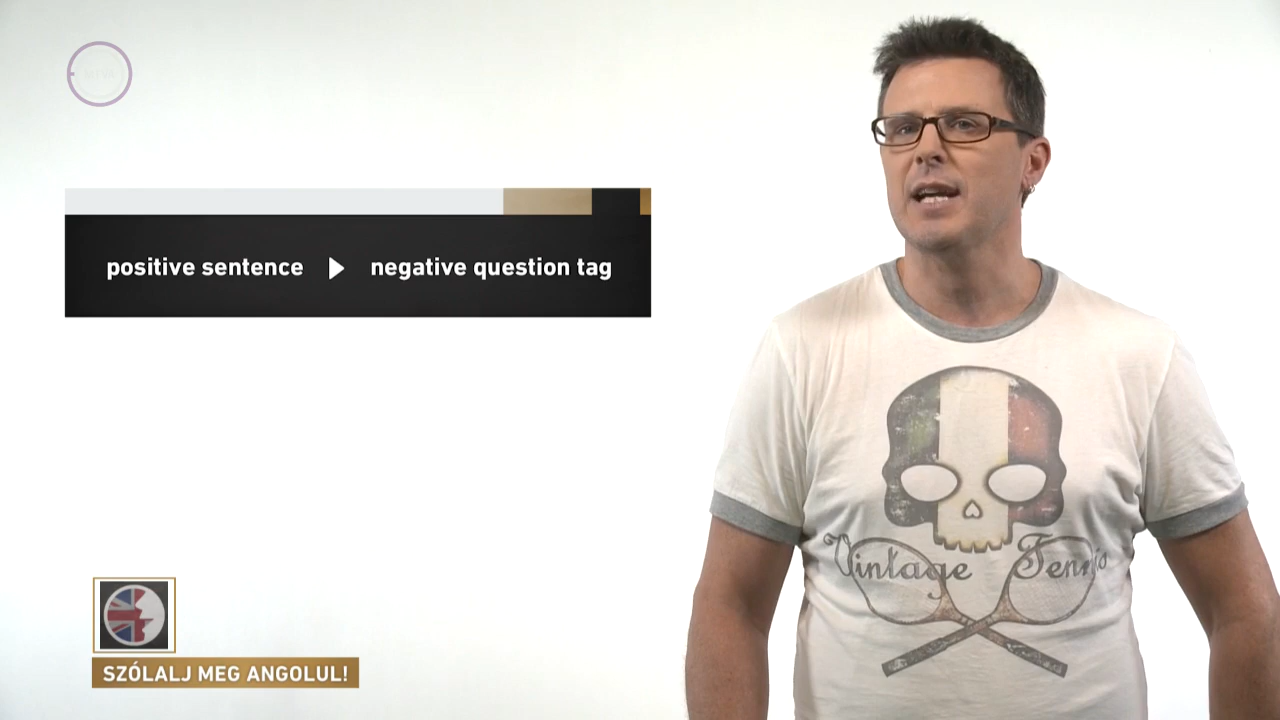 positive sentence ▶ negative question tag
Vintage Tennis
SZÓLALJ MEG ANGOLUL!